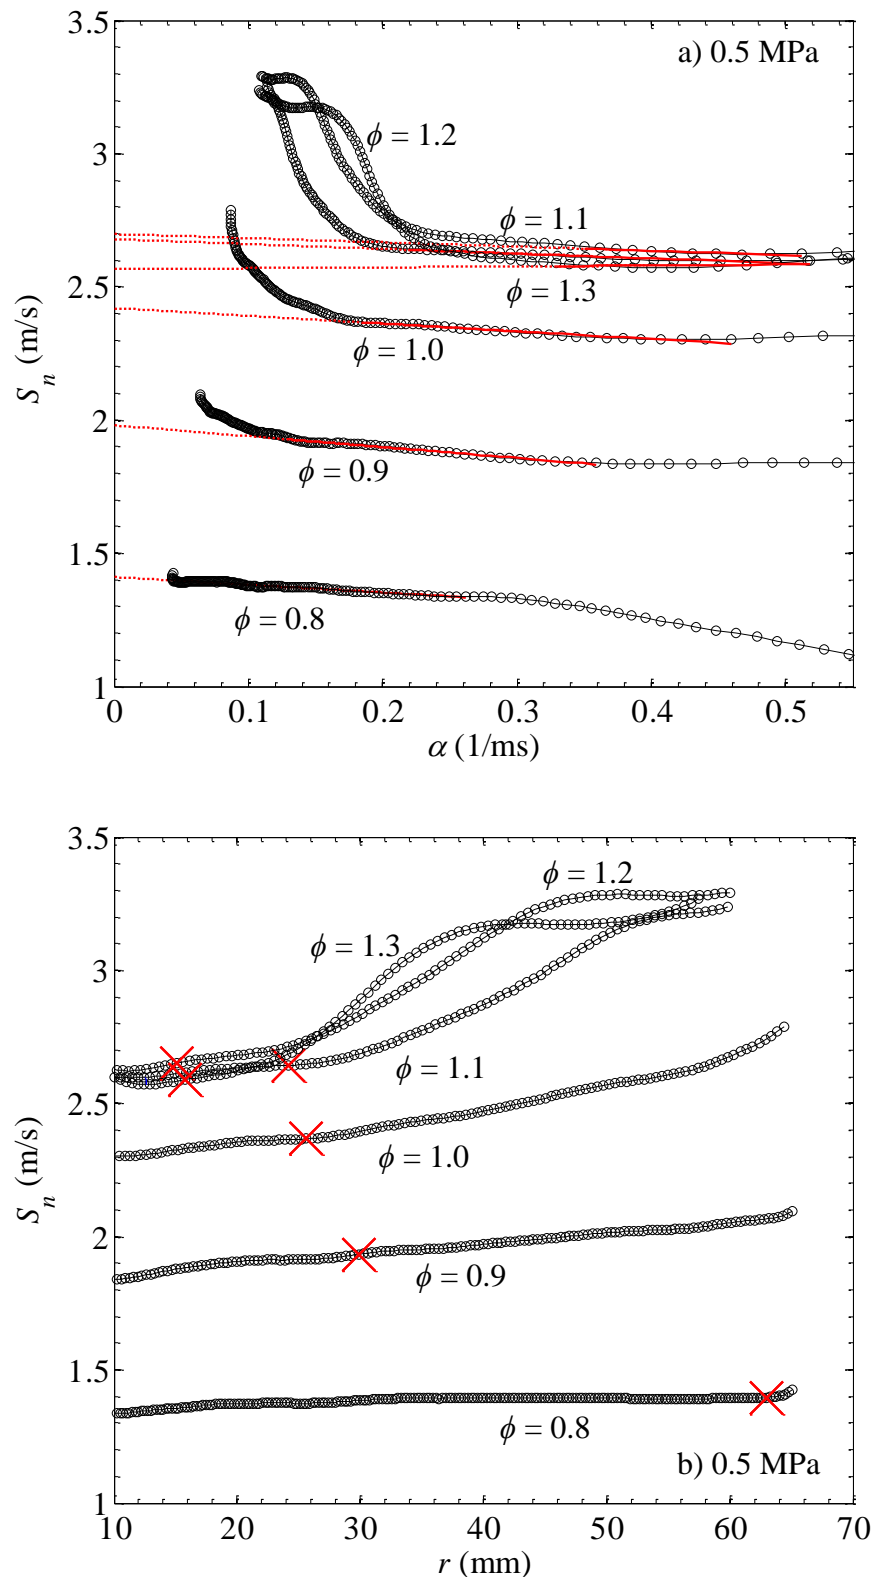 3.5
a) 0.5 MPa
ϕ = 1.2
3
ϕ = 1.1
2.5
ϕ = 1.3
ϕ = 1.0
S_n (m/s)
2
ϕ = 0.9
1.5
ϕ = 0.8
1
0 0.1 0.2 0.3 0.4 0.5
α (1/ms)
3.5
ϕ = 1.2
ϕ = 1.3
3
ϕ = 1.1
2.5
ϕ = 1.0
S_n (m/s)
2
ϕ = 0.9
1.5
ϕ = 0.8
b) 0.5 MPa
1
10 20 30 40 50 60 70
r (mm)